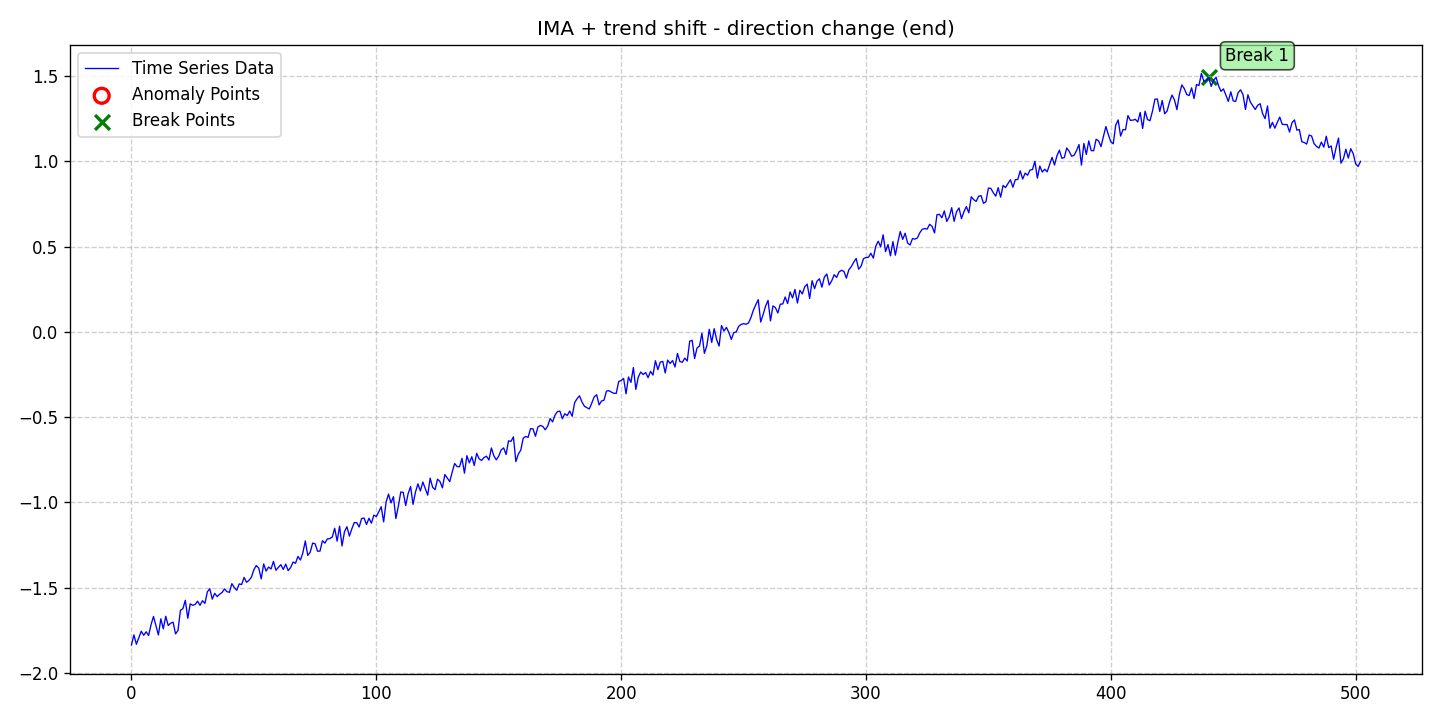 IMA + trend shift - direction change (end)
Break 1
Time Series Data
Anomaly Points
Break Points
1.5
1.0
0.5
0.0
−0.5
−1.0
−1.5
−2.0
0 100 200 300 400 500